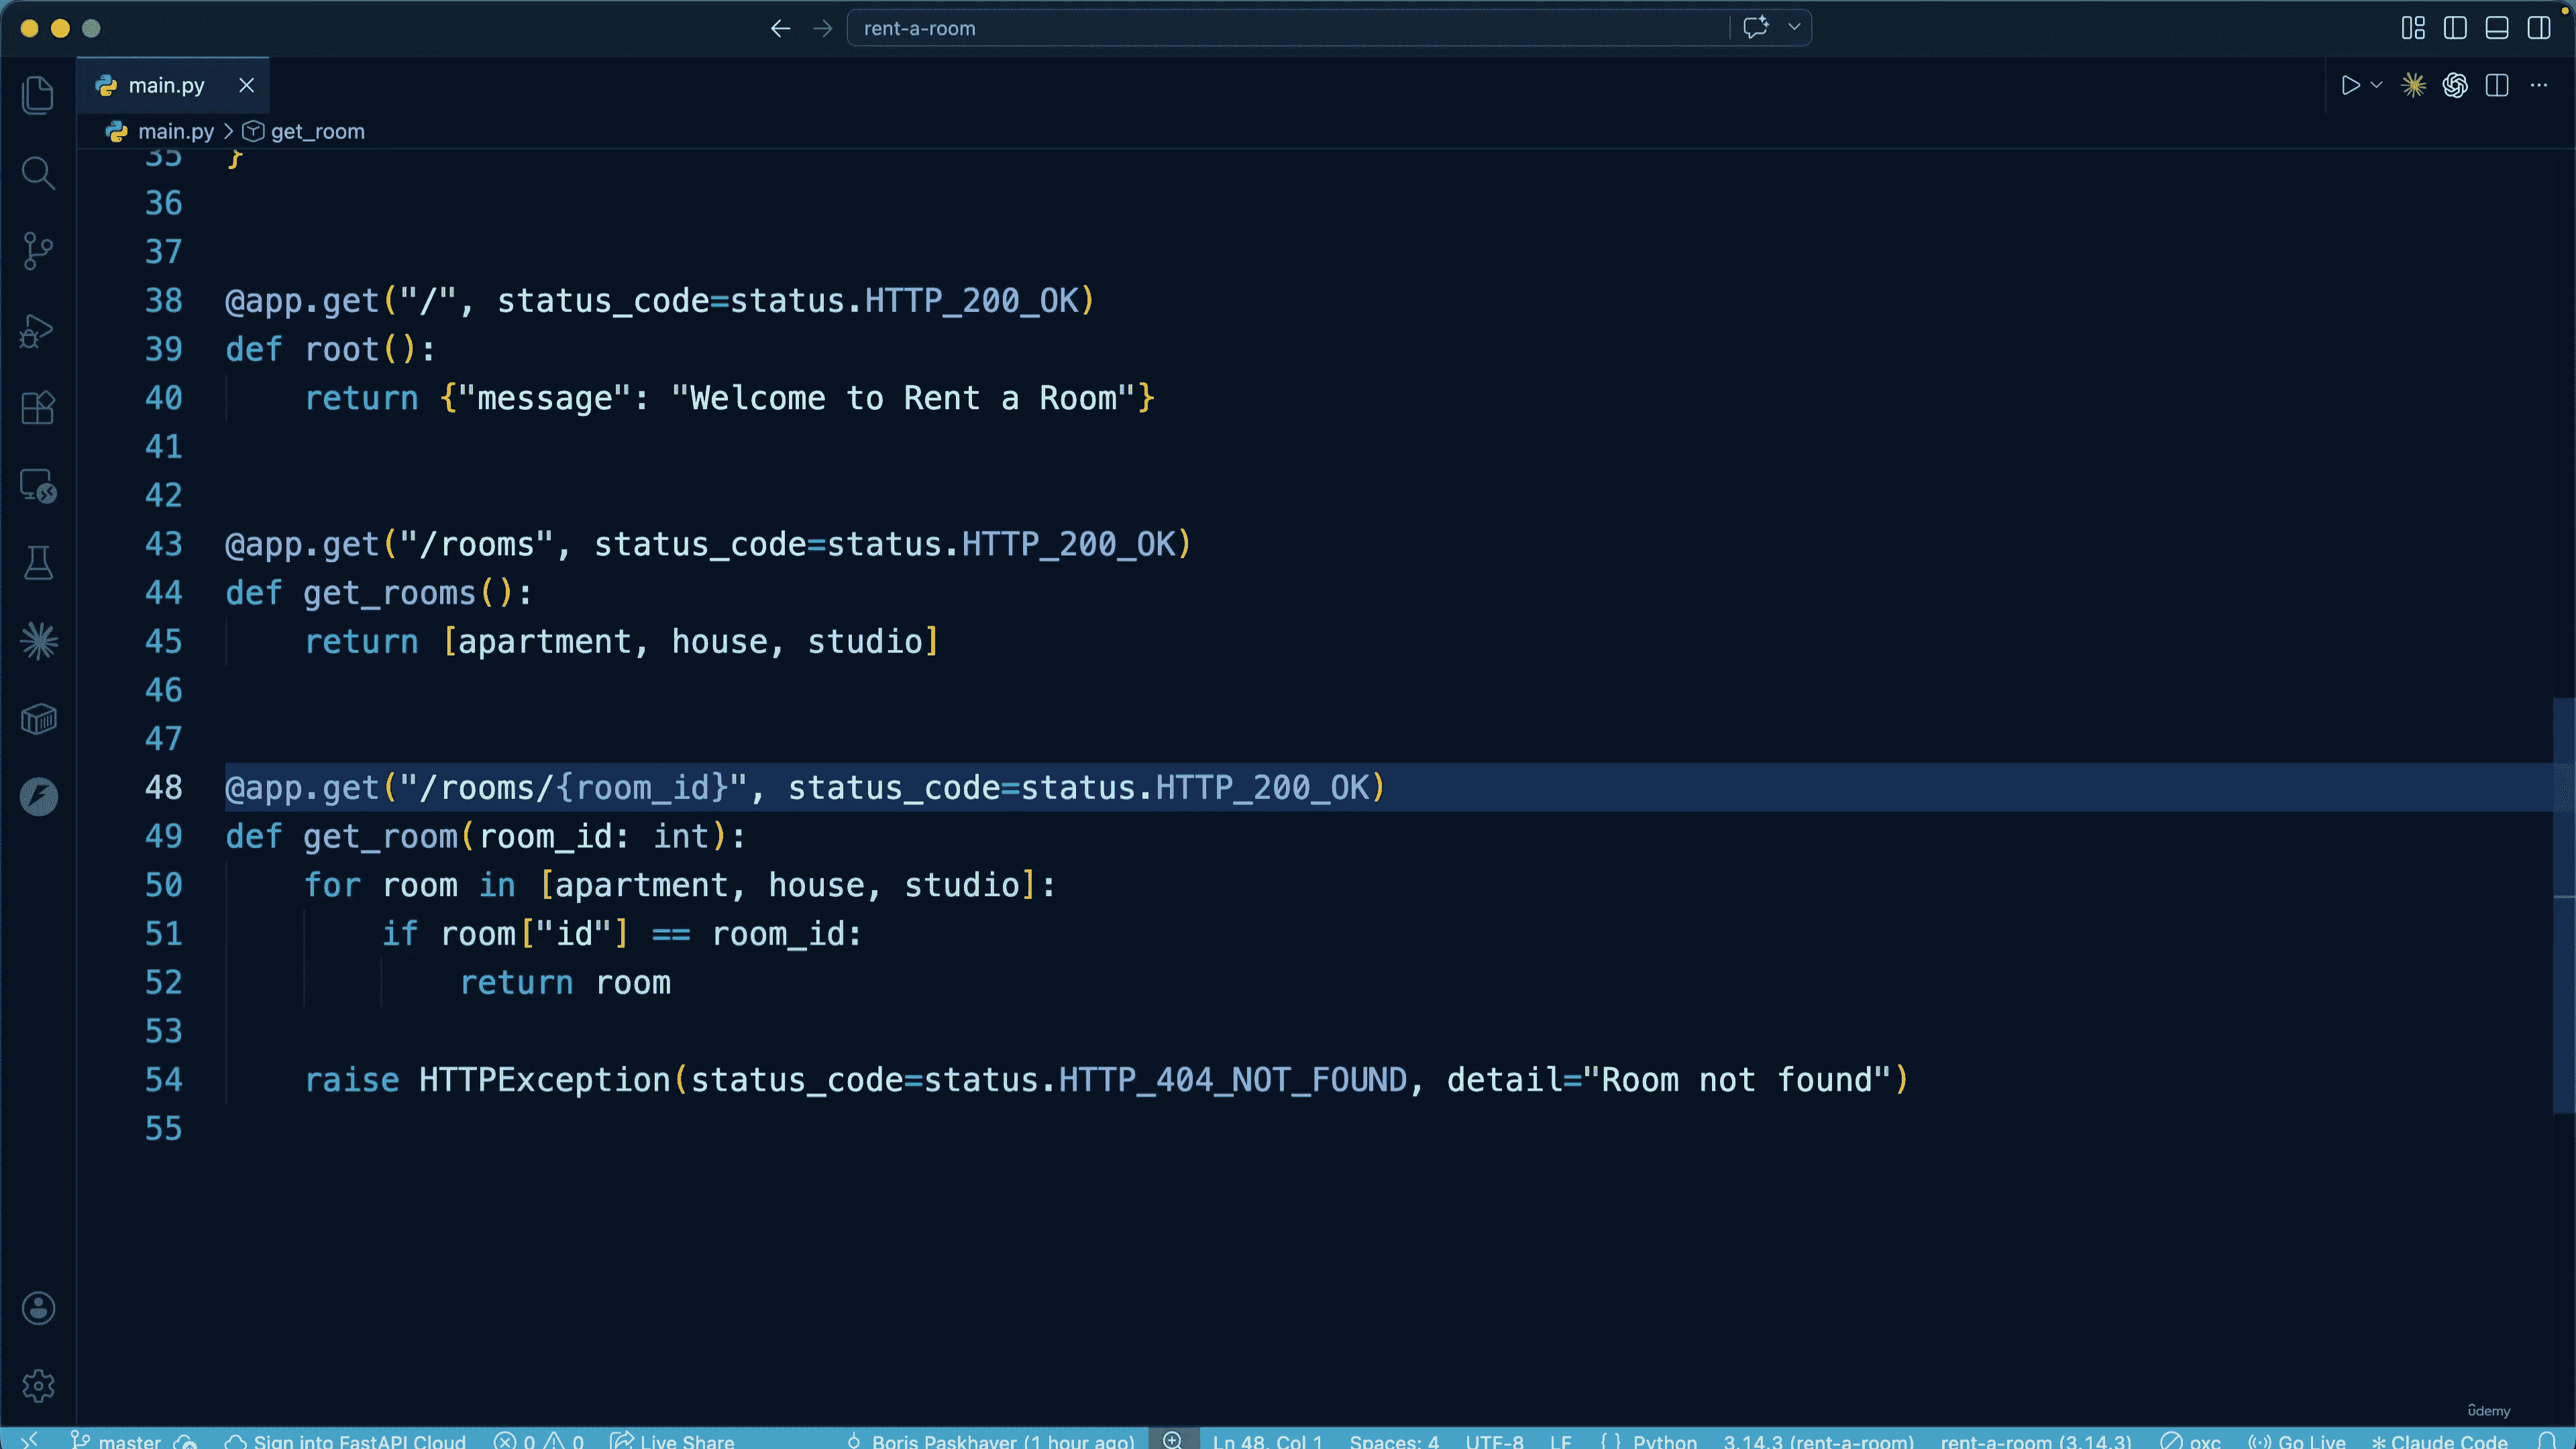 rent-a-room
main.py
main.py > get_room
35 }
36
37
38 @app.get("/", status_code=status.HTTP_200_OK)
39 def root():
40     return {"message": "Welcome to Rent a Room"}
41
42
43 @app.get("/rooms", status_code=status.HTTP_200_OK)
44 def get_rooms():
45     return [apartment, house, studio]
46
47
48 @app.get("/rooms/{room_id}", status_code=status.HTTP_200_OK)
49 def get_room(room_id: int):
50     for room in [apartment, house, studio]:
51         if room["id"] == room_id:
52             return room
53
54     raise HTTPException(status_code=status.HTTP_404_NOT_FOUND, detail="Room not found")
55
ûdemy
master Sign into FastAPI Cloud 0 0 Live Share Boris Paskhaver (1 hour ago) Ln 48, Col 1 Spaces: 4 UTF-8 LF { } Python 3.14.3 (rent-a-room) rent-a-room (3.14.3) oxc Go Live Claude Code